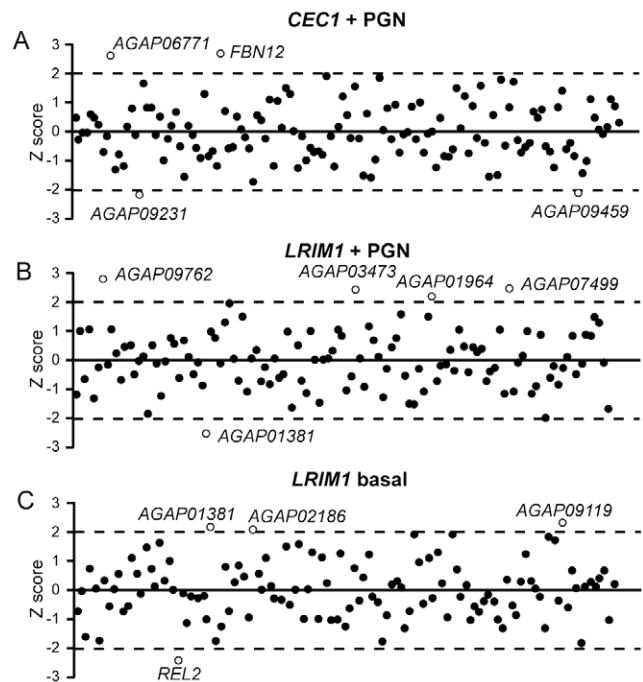 A
CEC1 + PGN
3
AGAP06771
FBN12
2
1
0
-1
-2
-3
Z score
AGAP09231
AGAP09459
B
LRIM1 + PGN
3
AGAP09762
AGAP03473
AGAP01964
AGAP07499
2
1
0
-1
-2
-3
Z score
AGAP01381
C
LRIM1 basal
3
AGAP01381
AGAP02186
AGAP09119
2
1
0
-1
-2
-3
Z score
REL2